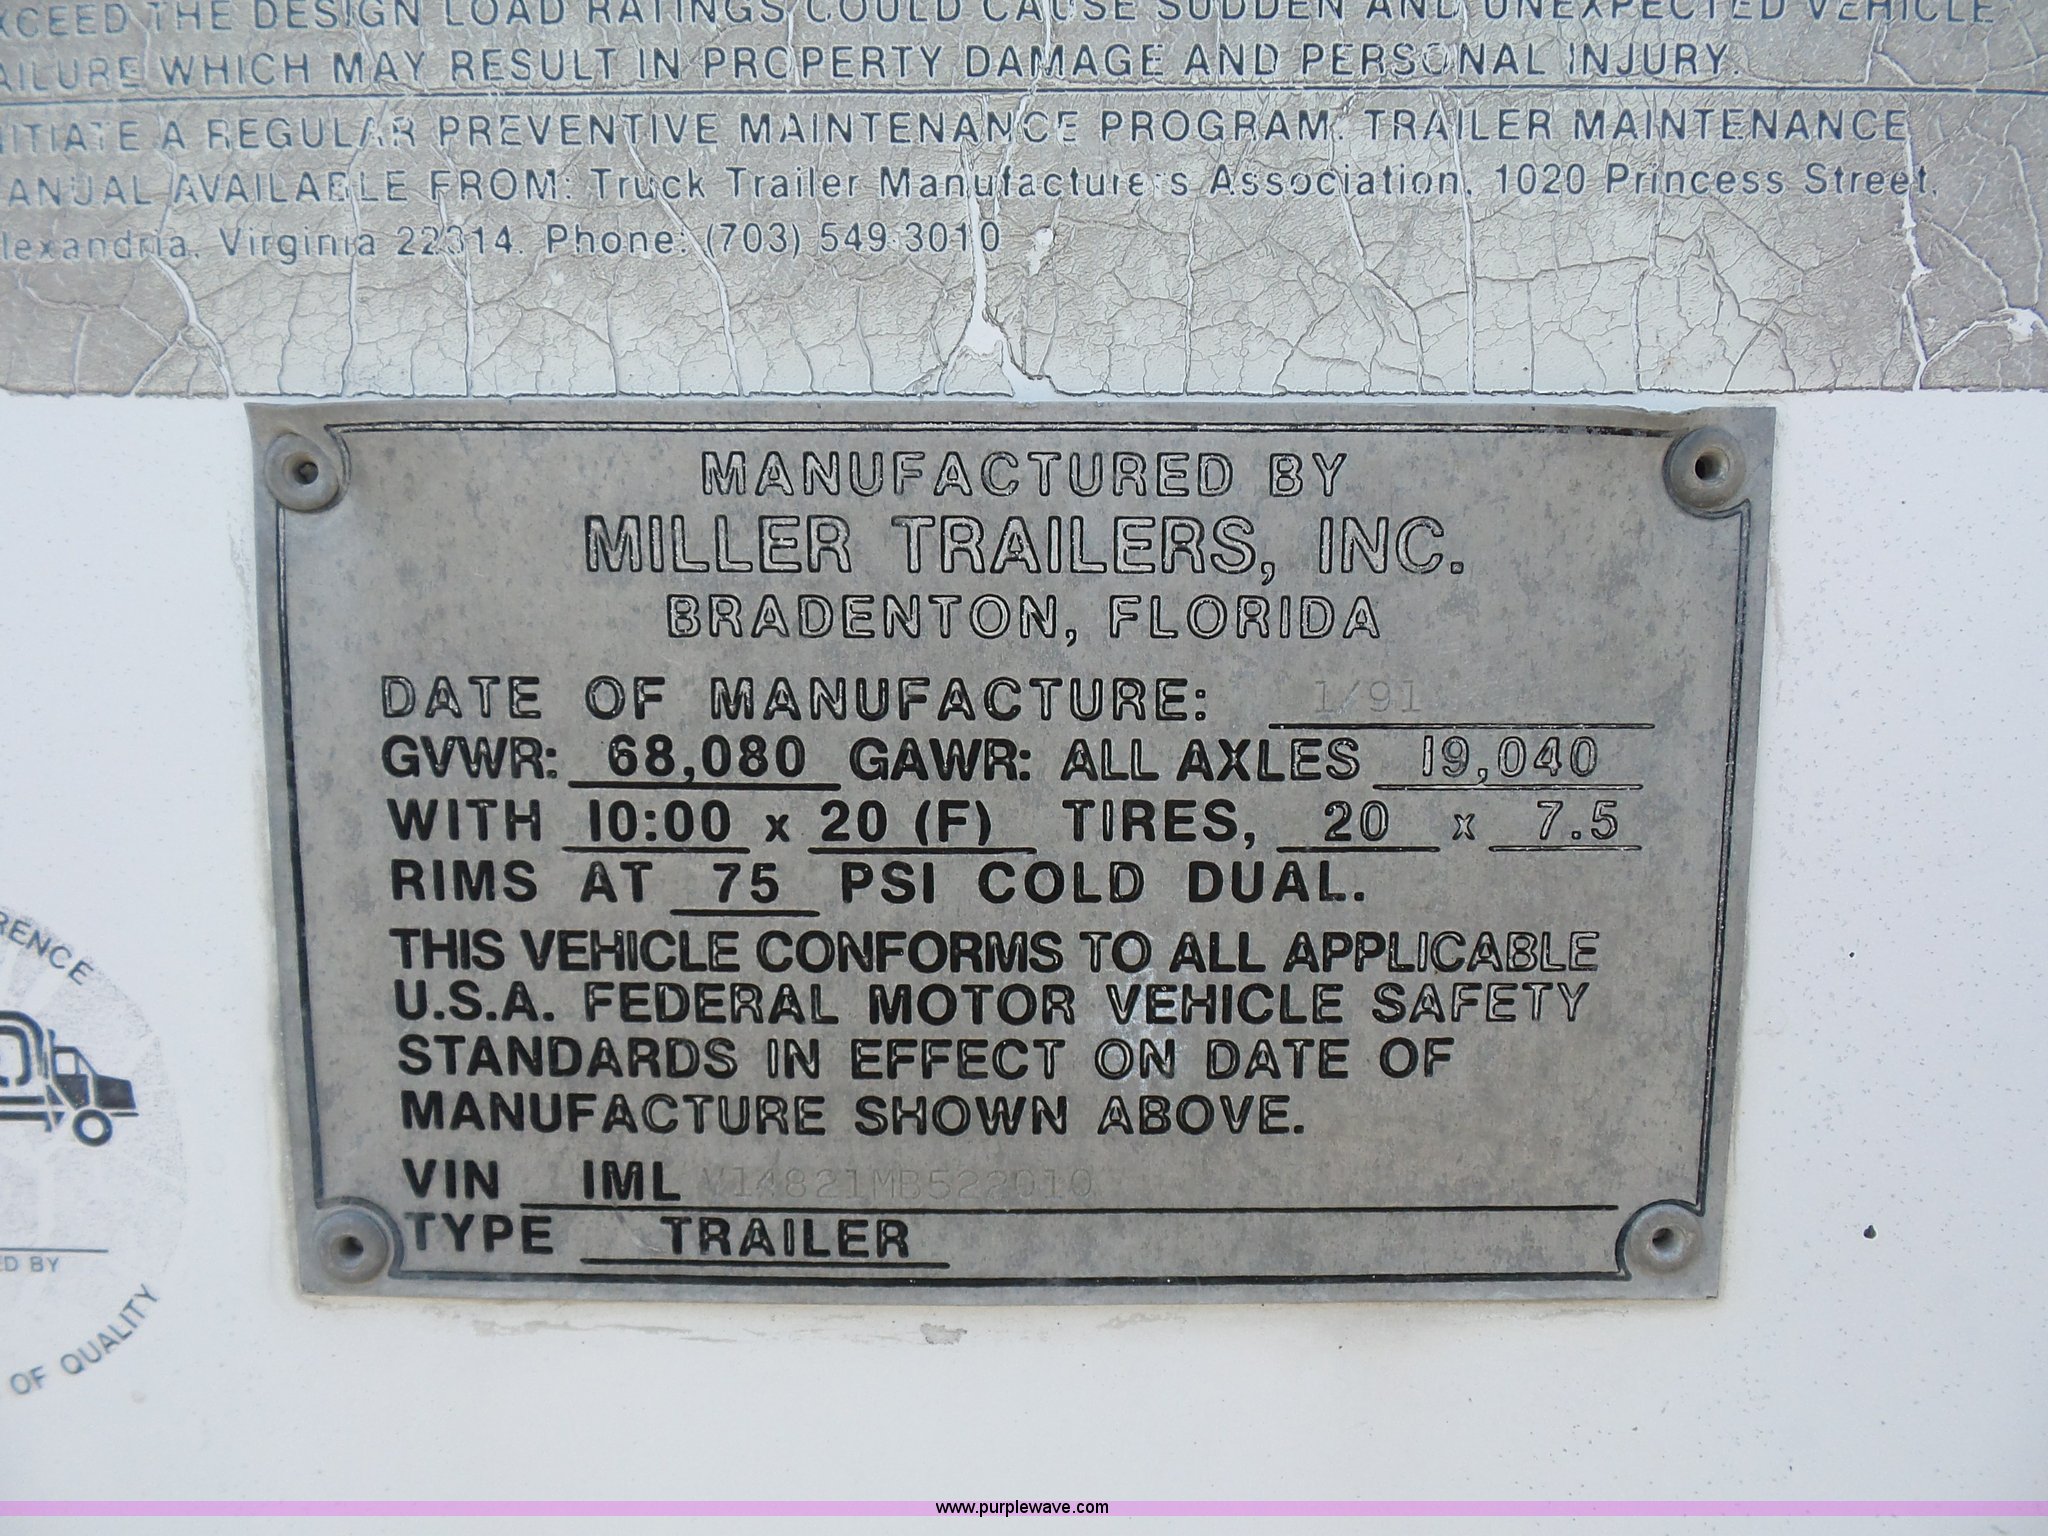 XCEED THE DESIGN LOAD RATINGS COULD CAUSE SUDDEN AND UNEXPECTED VEHICLE
AILURE WHICH MAY RESULT IN PROPERTY DAMAGE AND PERSONAL INJURY.
NITIATE A REGULAR PREVENTIVE MAINTENANCE PROGRAM. TRAILER MAINTENANCE
ANUAL AVAILABLE FROM: Truck Trailer Manufacturers Association, 1020 Princess Street,
lexandria, Virginia 22314. Phone: (703) 549-3010
MANUFACTURED BY
MILLER TRAILERS, INC.
BRADENTON, FLORIDA
DATE OF MANUFACTURE: 1/91
GVWR: 68,080 GAWR: ALL AXLES 19,040
WITH 10:00 x 20 (F) TIRES, 20 x 7.5
RIMS AT 75 PSI COLD DUAL.
THIS VEHICLE CONFORMS TO ALL APPLICABLE
U.S.A. FEDERAL MOTOR VEHICLE SAFETY
STANDARDS IN EFFECT ON DATE OF
MANUFACTURE SHOWN ABOVE.
VIN IML V14821MB522010
TYPE TRAILER
RENCE
D BY
OF QUALITY
www.purplewave.com